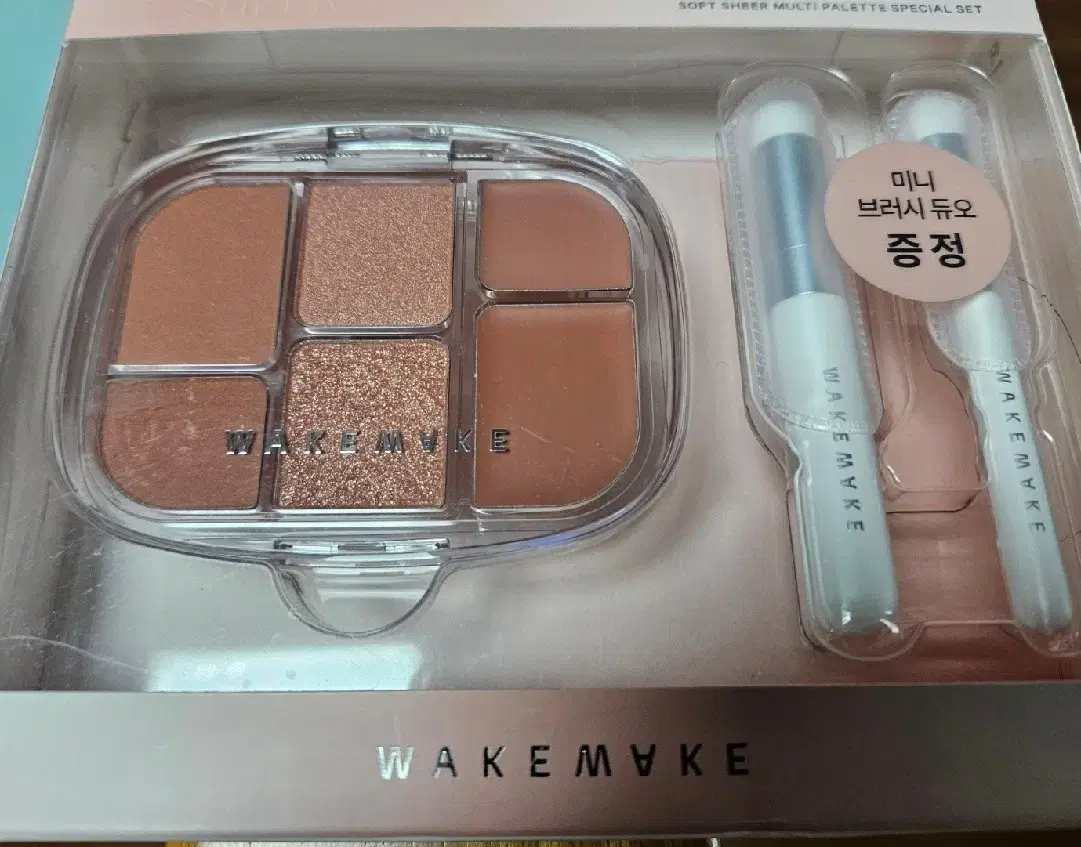 SHEER
SOFT SHEER MULTI PALETTE SPECIAL SET
미니
브러시 듀오
증정
WAKEMAKE
WAKEMAKE
WAKEMAKE
WAKEMAKE